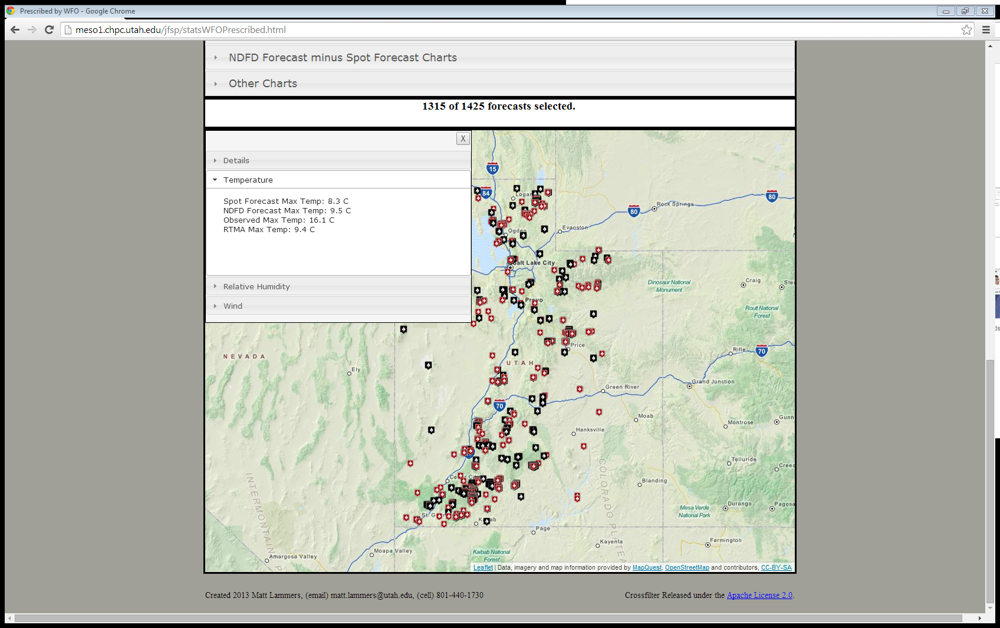 Prescribed by WFO - Google Chrome
meso1.chpc.utah.edu/jfsp/statsWFOPrescribed.html
NDFD Forecast minus Spot Forecast Charts
Other Charts
1315 of 1425 forecasts selected.
X
Details
Temperature
Spot Forecast Max Temp: 8.3 C
NDFD Forecast Max Temp: 9.5 C
Observed Max Temp: 16.1 C
RTMA Max Temp: 9.4 C
Relative Humidity
Wind
15
84
Logan
80
Rock Springs
80
Evanston
Ogden
Salt Lake City
Dinosaur National
Monument
Craig
Routt National
Forest
Provo
Price
Rifle
70
NEVADA
Ely
UTAH
Green River
Grand Junction
70
Moab
Montrose
Gunn
Hanksville
Telluride
Creed
COLORADO PLATEA
INTERMONTAIN P
Blanding
Mesa Verde
National Park
Durango
Pagosa
Page
Kayenta
Farmington
Moapa Valley
Amargosa Valley
Kaibab National
Forest
Leaflet | Data, imagery and map information provided by MapQuest, OpenStreetMap and contributors, CC-BY-SA
Created 2013 Matt Lammers, (email) matt.lammers@utah.edu, (cell) 801-440-1730
Crossfilter Released under the Apache License 2.0.